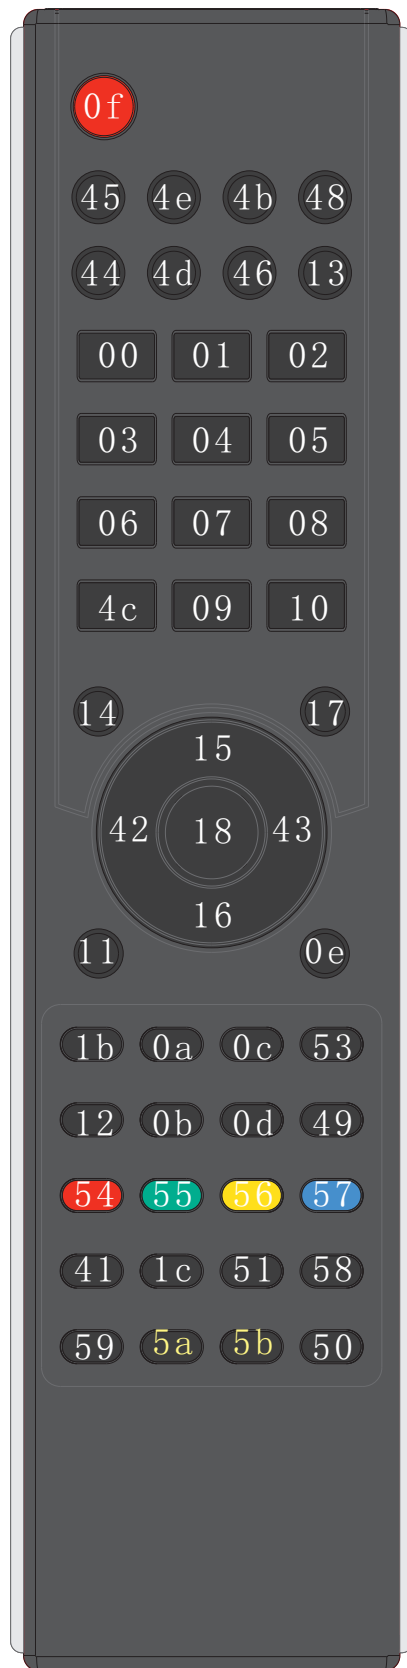 0f
45 4e 4b 48
44 4d 46 13
00 01 02
03 04 05
06 07 08
4c 09 10
14 17
15
42 18 43
16
11 0e
1b 0a 0c 53
12 0b 0d 49
54 55 56 57
41 1c 51 58
59 5a 5b 50